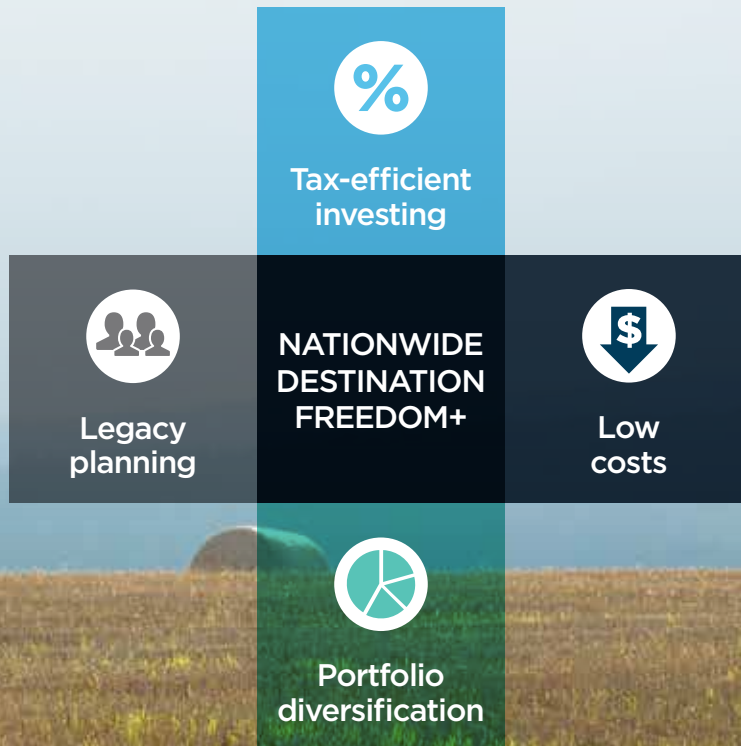 %
Tax-efficient
investing
NATIONWIDE
DESTINATION
FREEDOM+
Legacy
planning
$
Low
costs
Portfolio
diversification